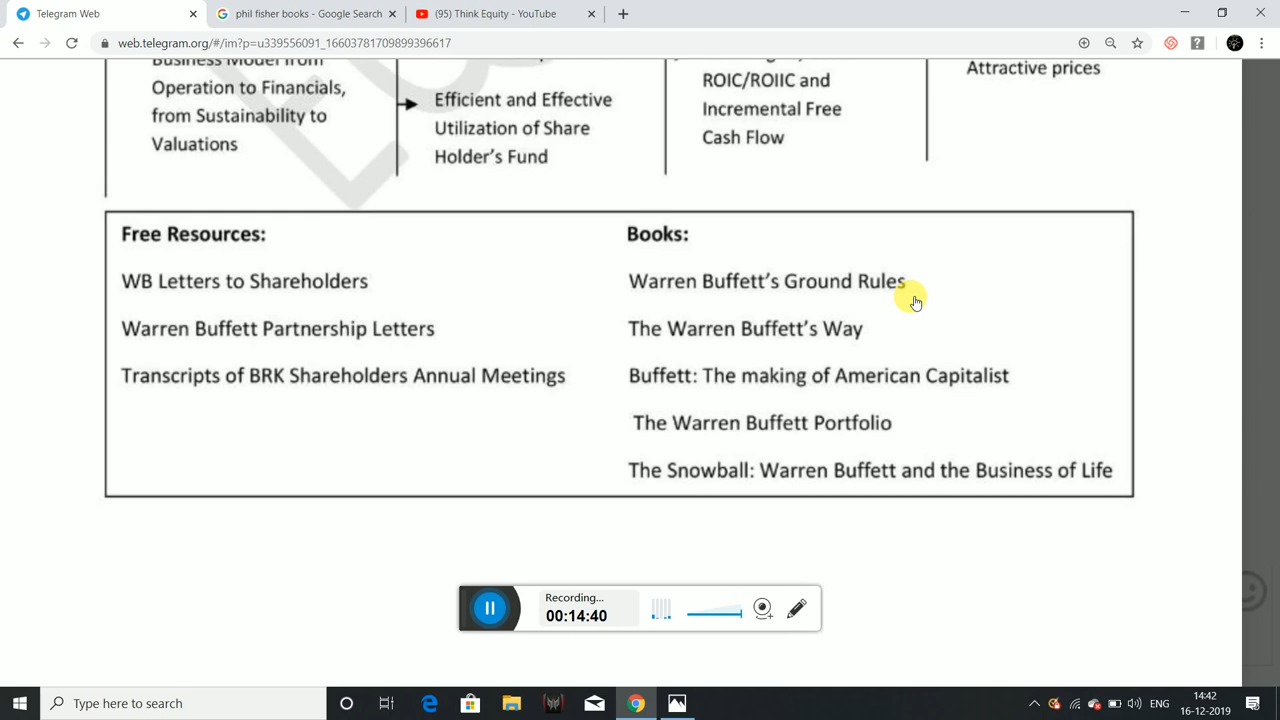 Telegram Web
phil fisher books - Google Search
(95) Think Equity - YouTube
web.telegram.org/#/im?p=u339556091_16603781709899396617
Business Model from
Operation to Financials,
from Sustainability to
Valuations
Efficient and Effective
Utilization of Share
Holder's Fund
ROIC/ROIIC and
Incremental Free
Cash Flow
Attractive prices
Free Resources:
WB Letters to Shareholders
Warren Buffett Partnership Letters
Transcripts of BRK Shareholders Annual Meetings
Books:
Warren Buffett's Ground Rules
The Warren Buffett's Way
Buffett: The making of American Capitalist
The Warren Buffett Portfolio
The Snowball: Warren Buffett and the Business of Life
Recording...
00:14:40
Type here to search
ENG
14:42
16-12-2019